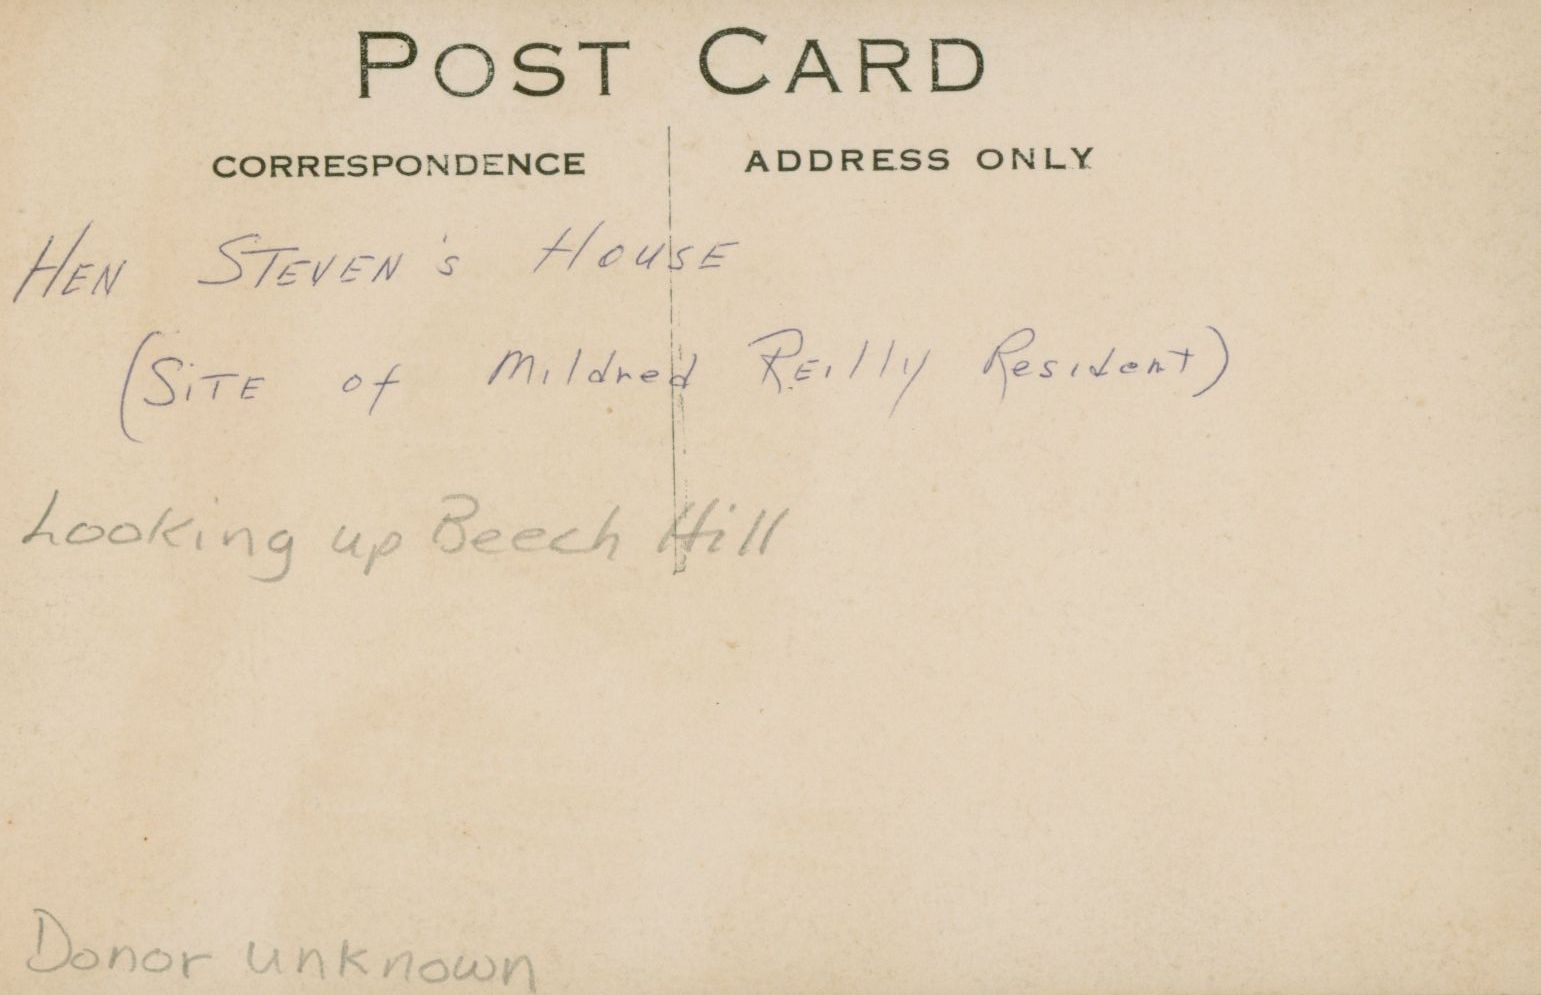 POST CARD
CORRESPONDENCE
ADDRESS ONLY
HEN STEVEN's HOUSE
(SITE of Mildred Reilly Resident)
Looking up Beech Hill
Donor unknown